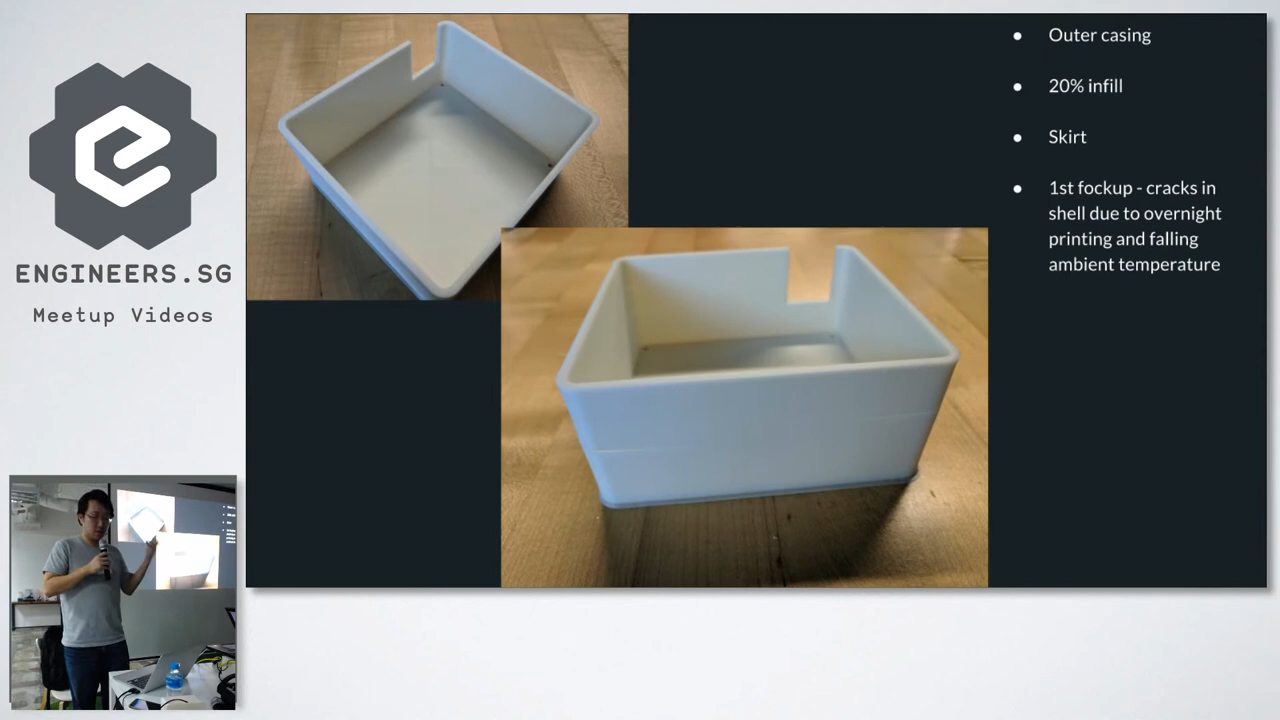 ENGINEERS.SG
Meetup Videos
Outer casing
20% infill
Skirt
1st fockup - cracks in
shell due to overnight
printing and falling
ambient temperature